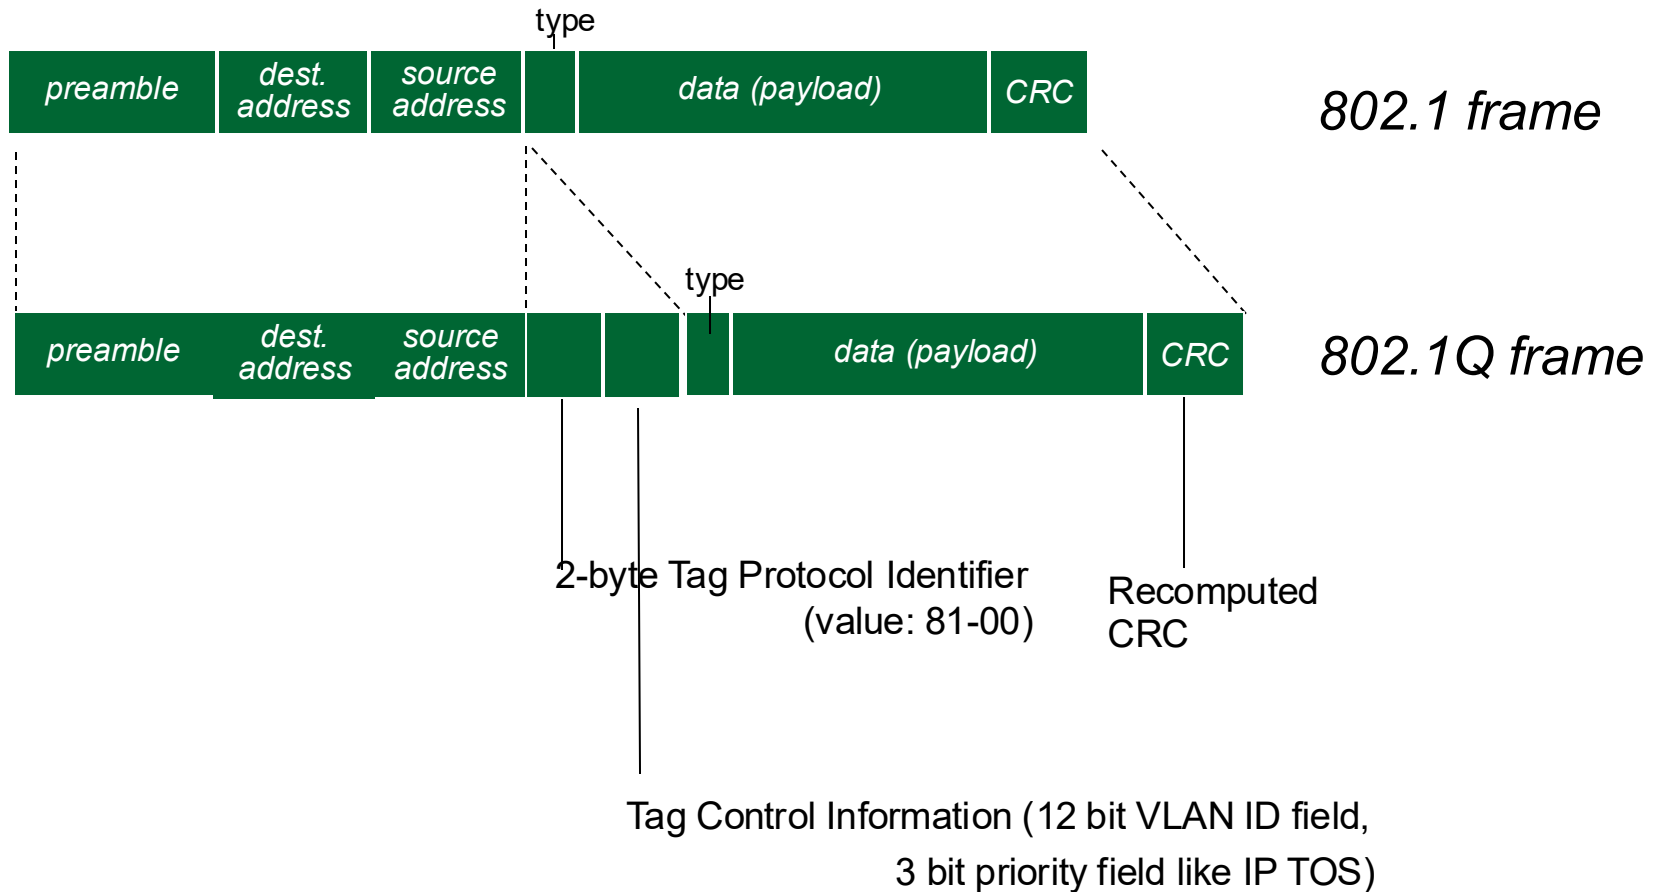 type
preamble
dest.
address
source
address
data (payload)
CRC
802.1 frame
type
preamble
dest.
address
source
address
data (payload)
CRC
802.1Q frame
2-byte Tag Protocol Identifier
(value: 81-00)
Recomputed
CRC
Tag Control Information (12 bit VLAN ID field,
3 bit priority field like IP TOS)